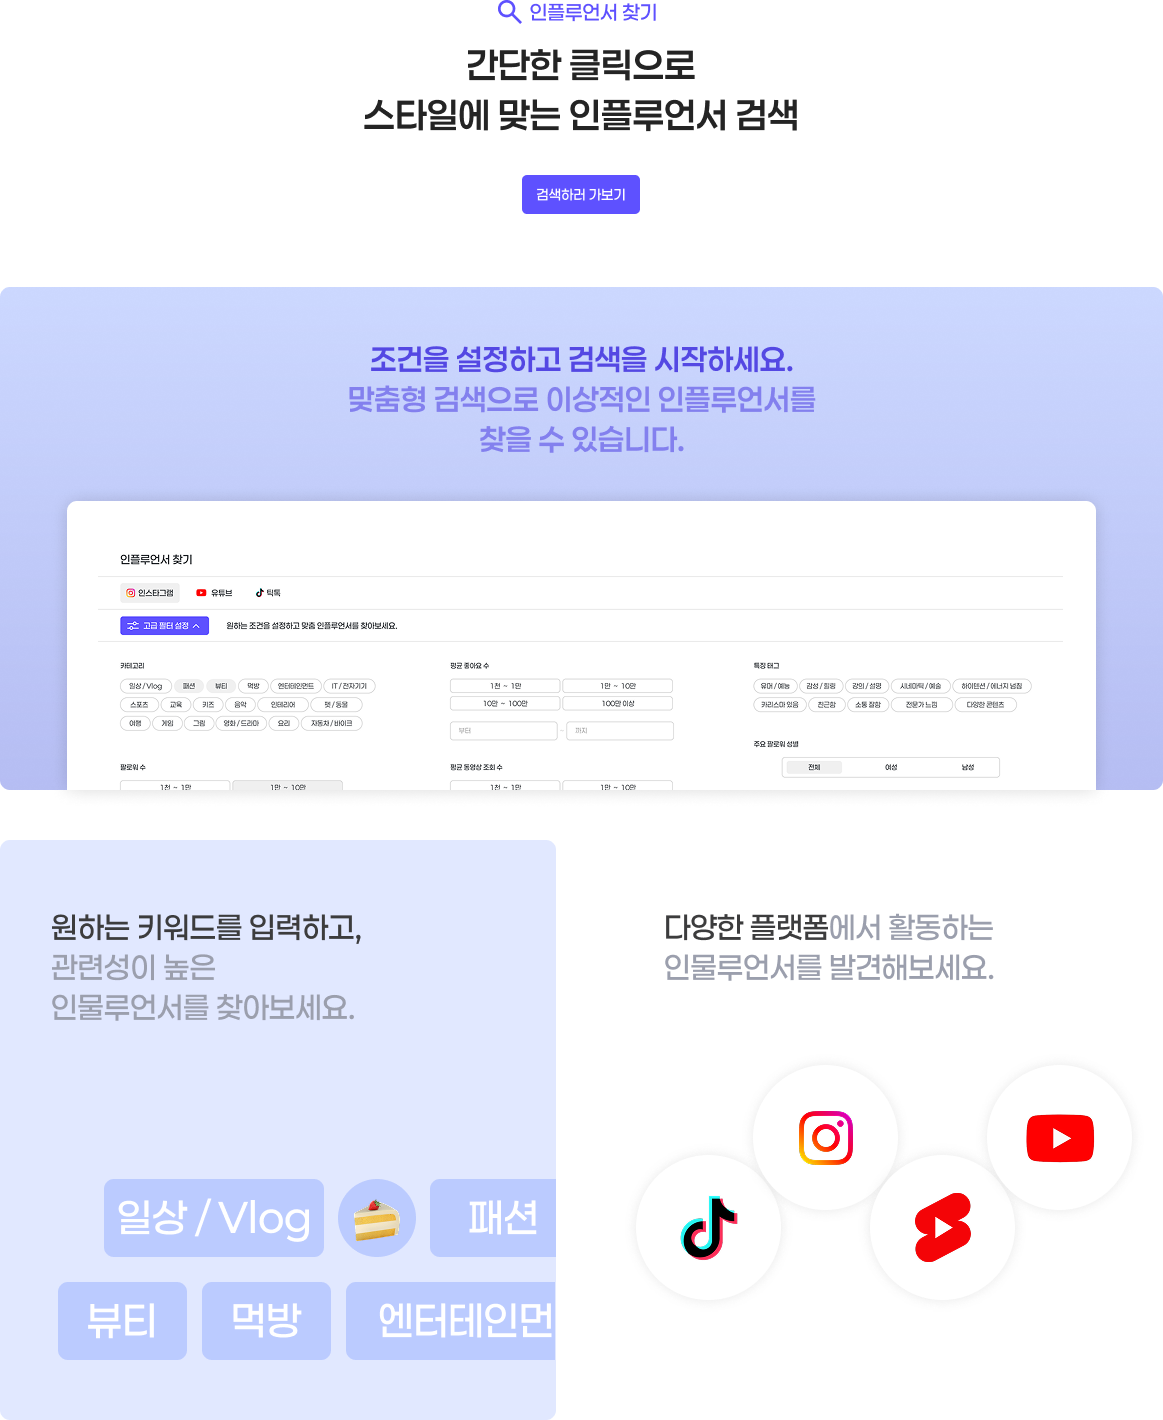 인플루언서 찾기
간단한 클릭으로
스타일에 맞는 인플루언서 검색
검색하러 가보기
조건을 설정하고 검색을 시작하세요.
맞춤형 검색으로 이상적인 인플루언서를
찾을 수 있습니다.
인플루언서 찾기
인스타그램 유튜브 틱톡
고급 필터 설정 원하는 조건을 설정하고 맞춤 인플루언서를 찾아보세요.
카테고리
일상 / Vlog 패션 뷰티 먹방 엔터테인먼트 IT / 전자기기
스포츠 교육 키즈 음악 인테리어 펫 / 동물
여행 게임 그림 영화 / 드라마 요리 자동차 / 바이크
팔로워 수
1천 ~ 1만 1만 ~ 10만
평균 좋아요 수
1천 ~ 1만 1만 ~ 10만
10만 ~ 100만 100만 이상
부터 ~ 까지
평균 동영상 조회 수
1천 ~ 1만 1만 ~ 10만
특징 태그
유머 / 예능 감성 / 힐링 강의 / 설명 시네마틱 / 예술 하이텐션 / 에너지 넘침
카리스마 있음 친근함 소통 잘함 전문가 느낌 다양한 콘텐츠
주요 팔로워 성별
전체 여성 남성
원하는 키워드를 입력하고,
관련성이 높은
인물루언서를 찾아보세요.
일상 / Vlog 패션
뷰티 먹방 엔터테인먼
다양한 플랫폼에서 활동하는
인물루언서를 발견해보세요.